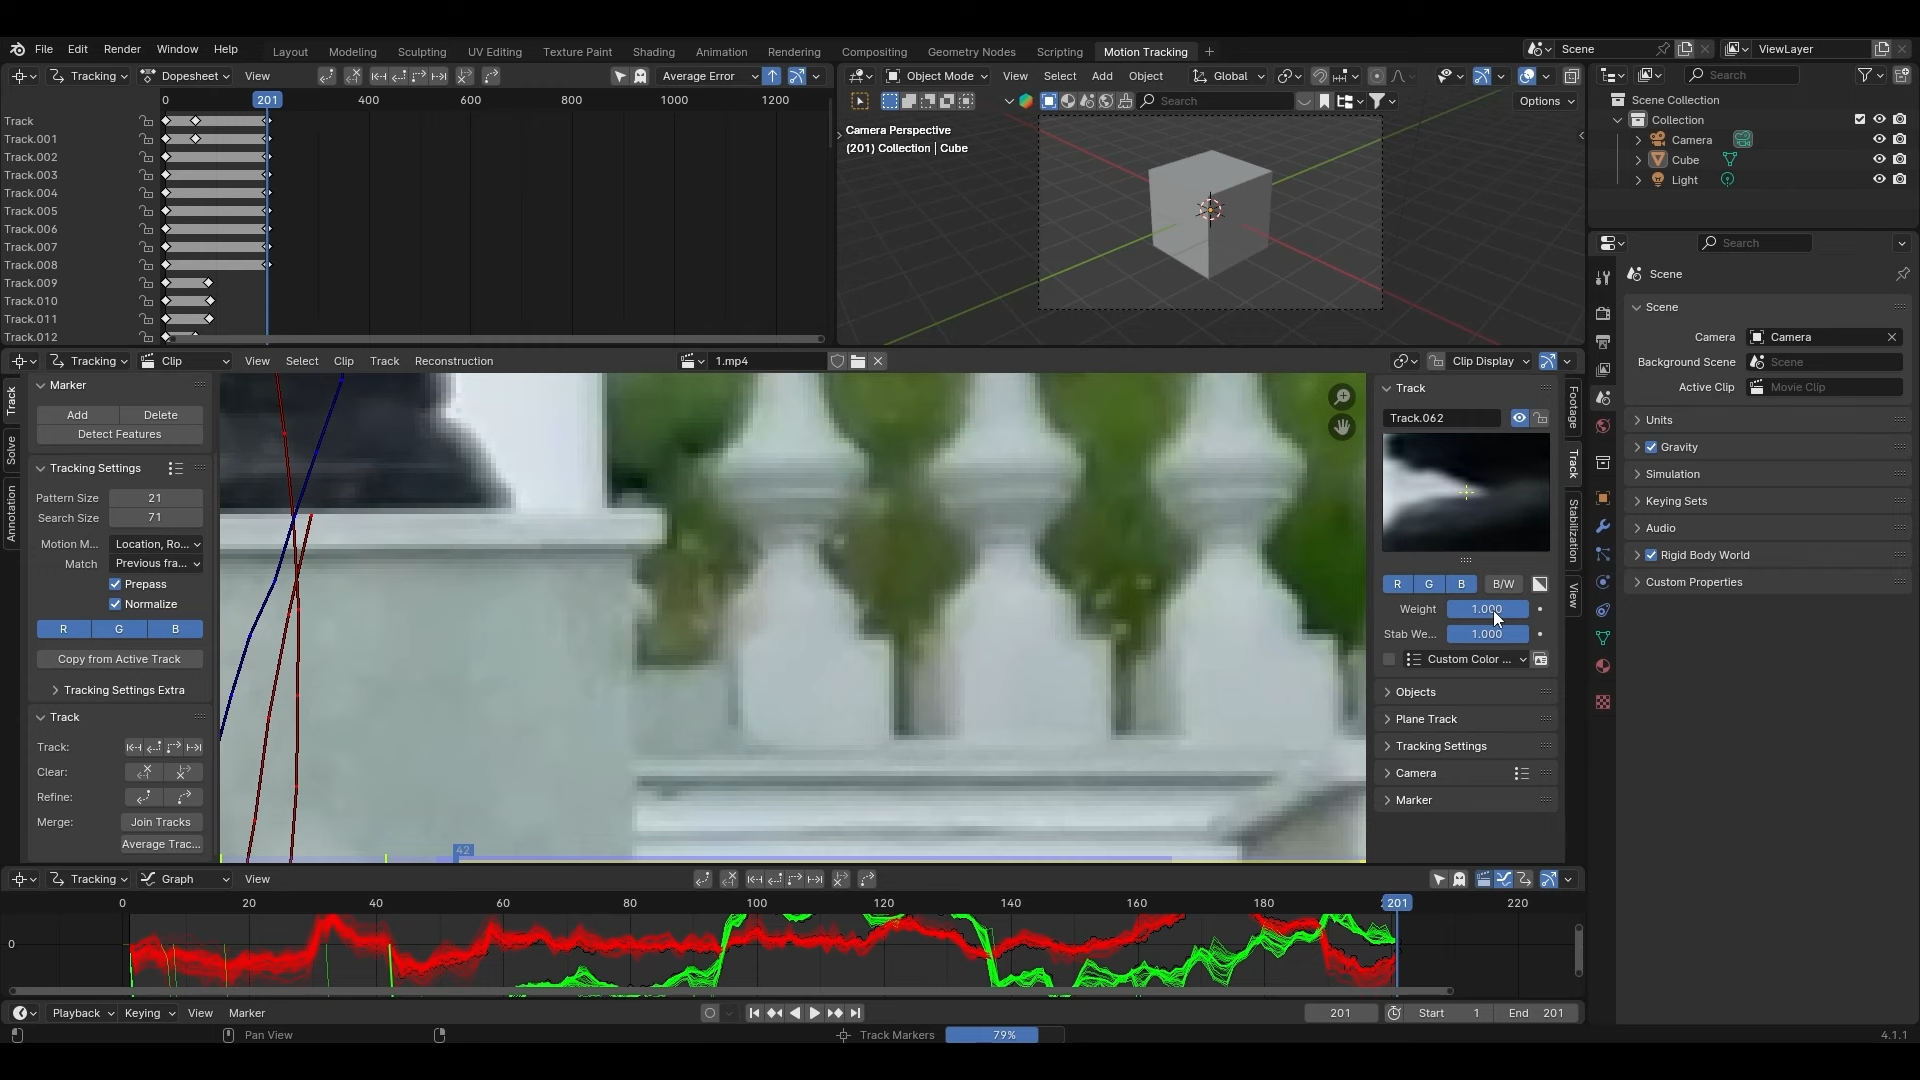 File Edit Render Window Help
Layout Modeling Sculpting UV Editing Texture Paint Shading Animation Rendering Compositing Geometry Nodes Scripting Motion Tracking +
Scene
ViewLayer
Tracking Dopesheet View Average Error
0 201 400 600 800 1000 1200
Track
Track.001
Track.002
Track.003
Track.004
Track.005
Track.006
Track.007
Track.008
Track.009
Track.010
Track.011
Track.012
Object Mode View Select Add Object Global
Search
Options
Camera Perspective
(201) Collection | Cube
Search
Scene Collection
Collection
Camera
Cube
Light
Search
Scene
Scene
Camera Camera
Background Scene Scene
Active Clip Movie Clip
Units
Gravity
Simulation
Keying Sets
Audio
Rigid Body World
Custom Properties
Tracking Clip View Select Clip Track Reconstruction
1.mp4
Clip Display
Track
Solve
Annotation
Marker
Add Delete
Detect Features
Tracking Settings
Pattern Size 21
Search Size 71
Motion M... Location, Ro...
Match Previous fra...
Prepass
Normalize
R G B
Copy from Active Track
Tracking Settings Extra
Track
Track:
Clear:
Refine:
Merge: Join Tracks
Average Trac...
42
Track
Track.062
R G B B/W
Weight 1.000
Stab We... 1.000
Custom Color ...
Objects
Plane Track
Tracking Settings
Camera
Marker
Footage
Track
Stabilization
View
Tracking Graph View
0 20 40 60 80 100 120 140 160 180 201 220
0
Playback Keying View Marker
201 Start 1 End 201
Pan View
Track Markers 79%
4.1.1